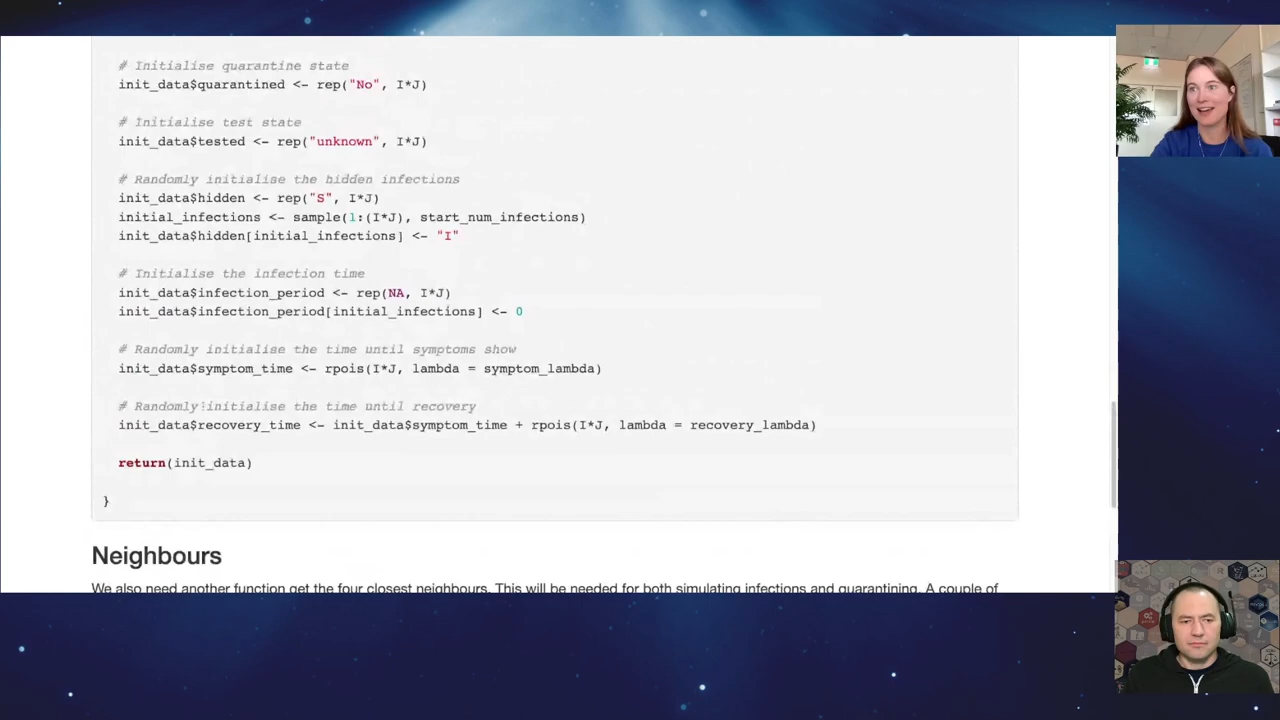 # Initialise quarantine state
init_data$quarantined <- rep("No", I*J)
# Initialise test state
init_data$tested <- rep("unknown", I*J)
# Randomly initialise the hidden infections
init_data$hidden <- rep("S", I*J)
initial_infections <- sample(1:(I*J), start_num_infections)
init_data$hidden[initial_infections] <- "I"
# Initialise the infection time
init_data$infection_period <- rep(NA, I*J)
init_data$infection_period[initial_infections] <- 0
# Randomly initialise the time until symptoms show
init_data$symptom_time <- rpois(I*J, lambda = symptom_lambda)
# Randomly initialise the time until recovery
init_data$recovery_time <- init_data$symptom_time + rpois(I*J, lambda = recovery_lambda)
return(init_data)
}
Neighbours
We also need another function get the four closest neighbours. This will be needed for both simulating infections and quarantining. A couple of